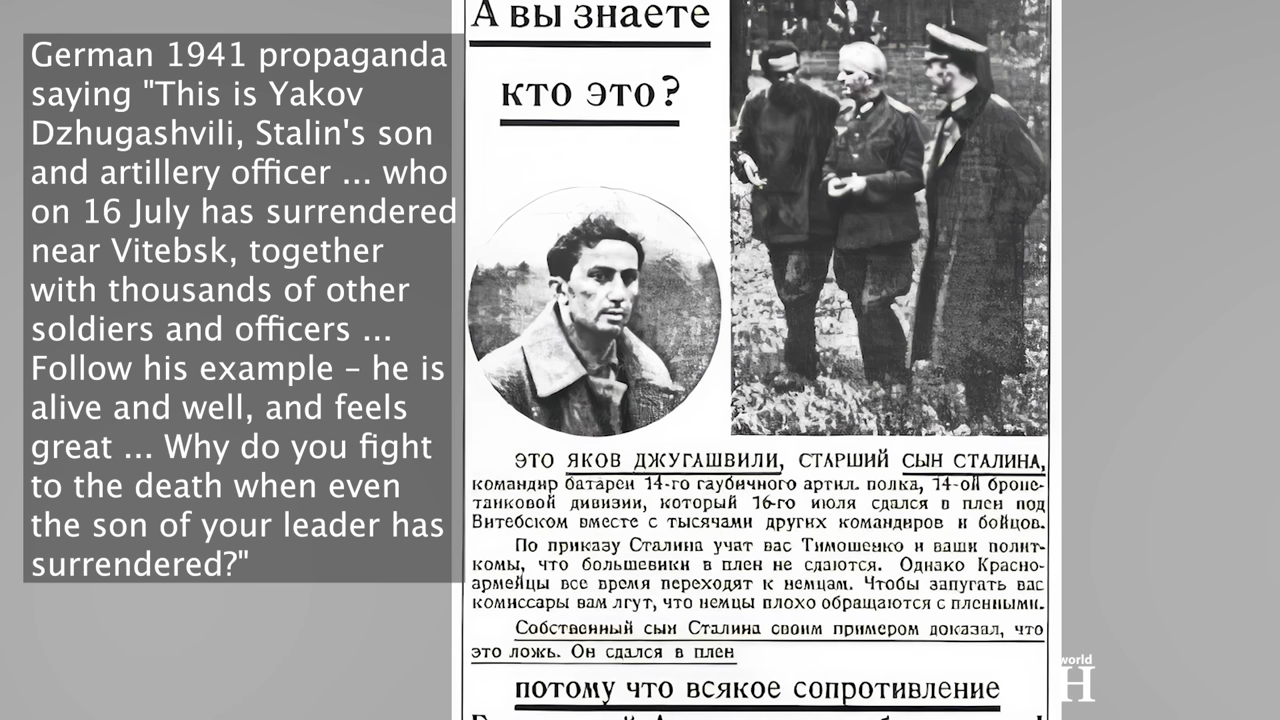 German 1941 propaganda
saying "This is Yakov
Dzhugashvili, Stalin's son
and artillery officer ... who
on 16 July has surrendered
near Vitebsk, together
with thousands of other
soldiers and officers ...
Follow his example – he is
alive and well, and feels
great ... Why do you fight
to the death when even
the son of your leader has
surrendered?"
А вы знаете
кто это?
ЭТО ЯКОВ ДЖУГАШВИЛИ, СТАРШИЙ СЫН СТАЛИНА,
командир батареи 14-го гаубичного артил. полка, 14-ой броне-
танковой дивизии, который 16-го июля сдался в плен под
Витебском вместе с тысячами других командиров и бойцов.
По приказу Сталина учат вас Тимошенко и ваши полит-
комы, что большевики в плен не сдаются. Однако Красно-
армейцы все время переходят к немцам. Чтобы запугать вас
комиссары вам лгут, что немцы плохо обращаются с пленными.
Собственный сын Сталина своим примером доказал, что
это ложь. Он сдался в плен
потому что всякое сопротивление
world
H